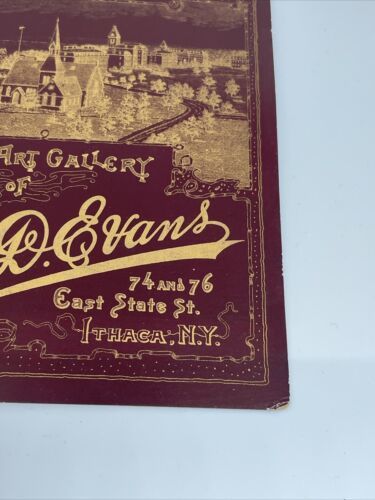 ART GALLERY
OF
D. Evans
74 AND 76
East State St.
ITHACA, N.Y.